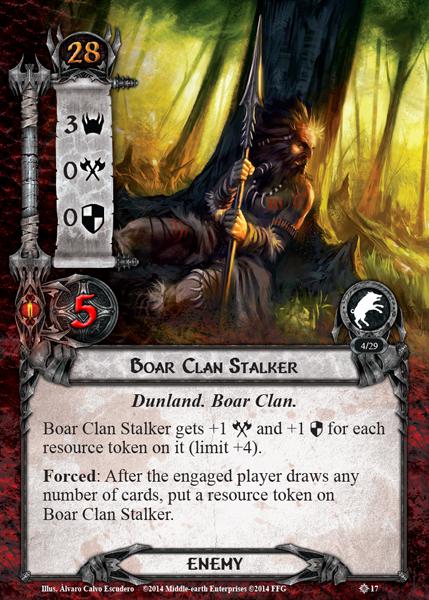 28
3
0
0
5
4/29
Boar Clan Stalker
Dunland. Boar Clan.
Boar Clan Stalker gets +1 and +1 for each
resource token on it (limit +4).
Forced: After the engaged player draws any
number of cards, put a resource token on
Boar Clan Stalker.
ENEMY
Illus. Álvaro Calvo Escudero ©2014 Middle-earth Enterprises ©2014 FFG 17